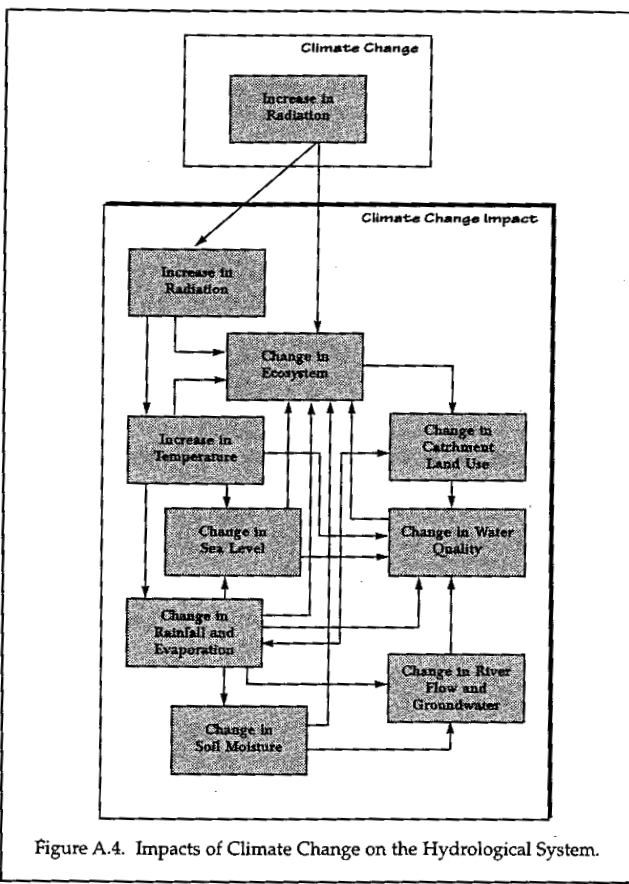 Climate Change
Increase in
Radiation
Climate Change Impact
Increase in
Radiation
Change in
Ecosystem
Increase in
Temperature
Change in
Catchment
Land Use
Change in
Sea Level
Change in Water
Quality
Change in
Rainfall and
Evaporation
Change in River
Flow and
Groundwater
Change in
Soil Moisture
Figure A.4. Impacts of Climate Change on the Hydrological System.